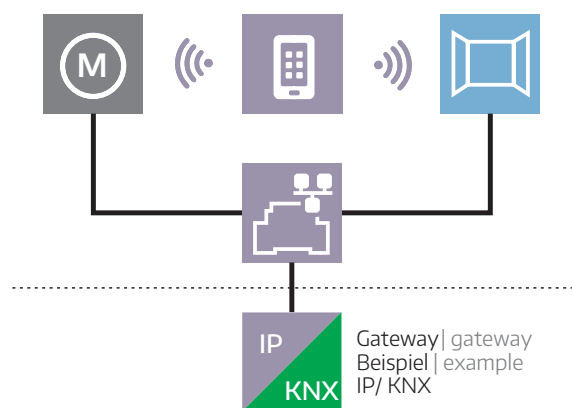 M
IP
KNX
Gateway| gateway
Beispiel | example
IP/ KNX